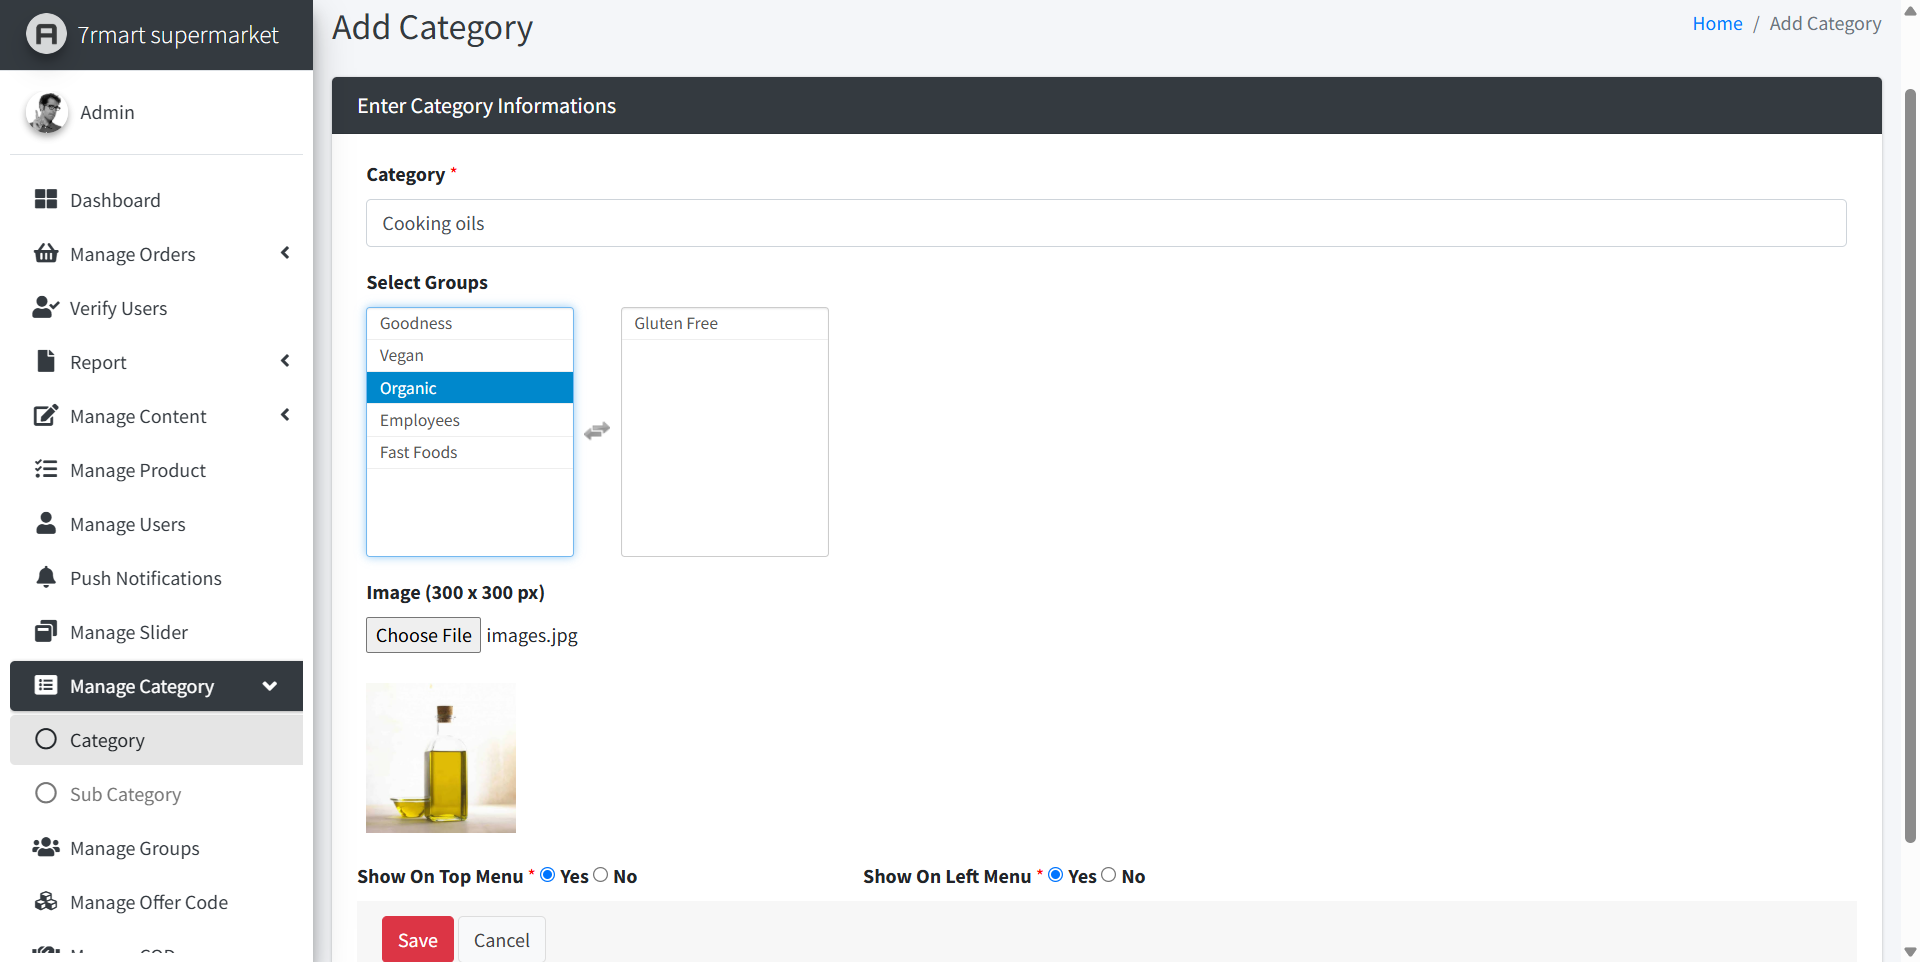 7rmart supermarket
Admin
Dashboard
Manage Orders
Verify Users
Report
Manage Content
Manage Product
Manage Users
Push Notifications
Manage Slider
Manage Category
Category
Sub Category
Manage Groups
Manage Offer Code
Add Category
Home / Add Category
Enter Category Informations
Category *
Cooking oils
Select Groups
Goodness
Vegan
Organic
Employees
Fast Foods
Gluten Free
Image (300 x 300 px)
Choose File images.jpg
Show On Top Menu * Yes No
Show On Left Menu * Yes No
Save
Cancel